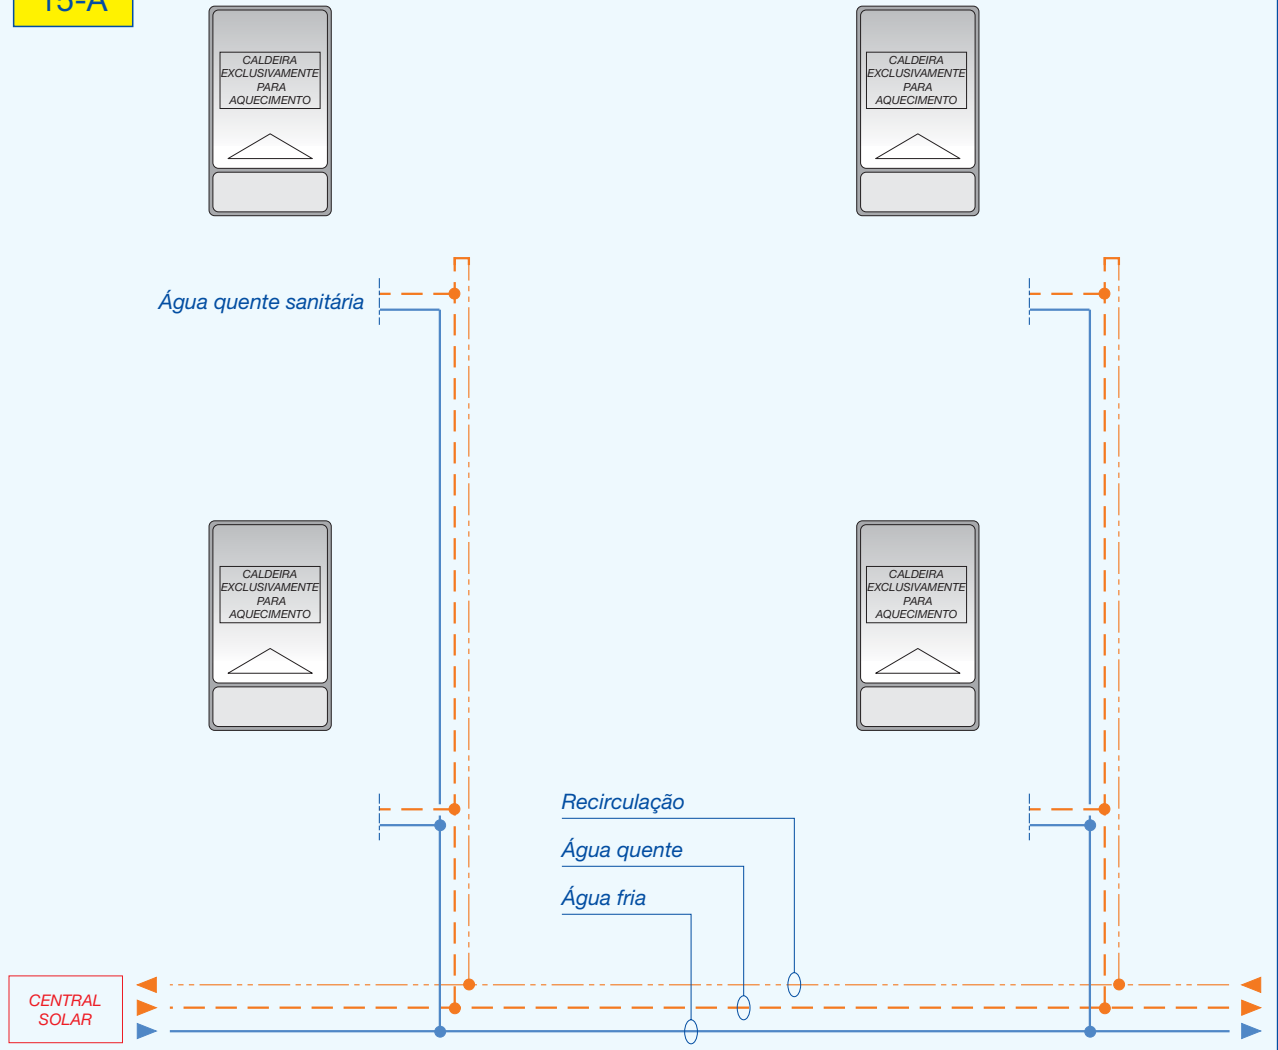 15-A
CALDEIRA
EXCLUSIVAMENTE
PARA
AQUECIMENTO
CALDEIRA
EXCLUSIVAMENTE
PARA
AQUECIMENTO
Água quente sanitária
CALDEIRA
EXCLUSIVAMENTE
PARA
AQUECIMENTO
CALDEIRA
EXCLUSIVAMENTE
PARA
AQUECIMENTO
Recirculação
Água quente
Água fria
CENTRAL
SOLAR